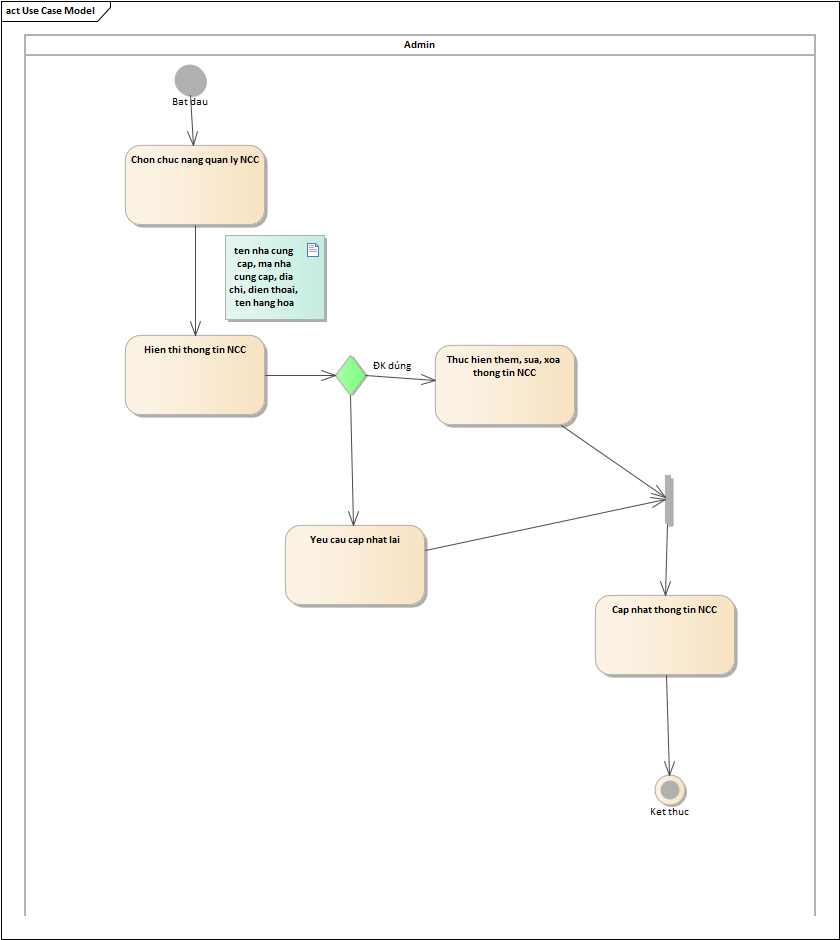 act Use Case Model
Admin
Bat dau
Chon chuc nang quan ly NCC
ten nha cung
cap, ma nha
cung cap, dia
chi, dien thoai,
ten hang hoa
Hien thi thong tin NCC
ĐK dúng
Thuc hien them, sua, xoa
thong tin NCC
Yeu cau cap nhat lai
Cap nhat thong tin NCC
Ket thuc